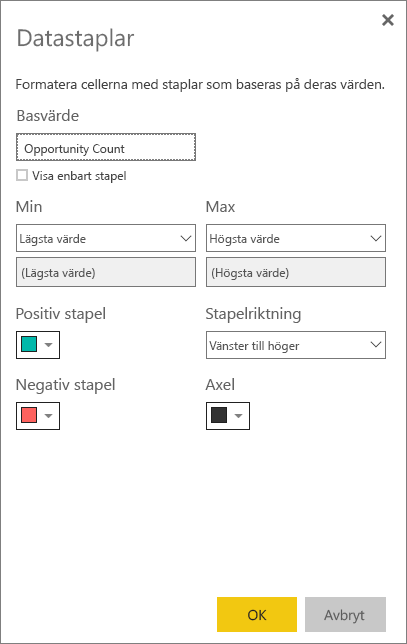 Datastaplar
Formatera cellerna med staplar som baseras på deras värden.
Basvärde
Opportunity Count
Visa enbart stapel
Min Max
Lägsta värde Högsta värde
(Lägsta värde) (Högsta värde)
Positiv stapel Stapelriktning
Vänster till höger
Negativ stapel Axel
OK Avbryt